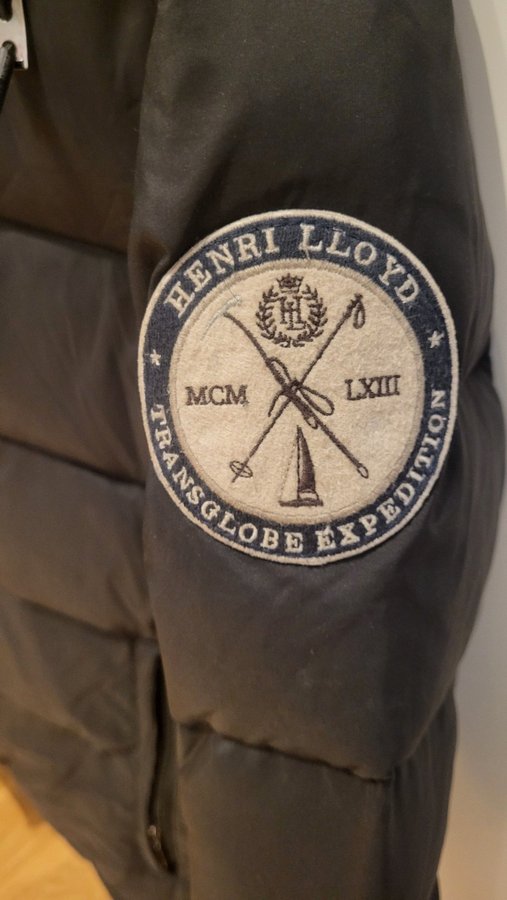 HENRI LLOYD
HL
MCM LXIII
TRANSGLOBE EXPEDITION